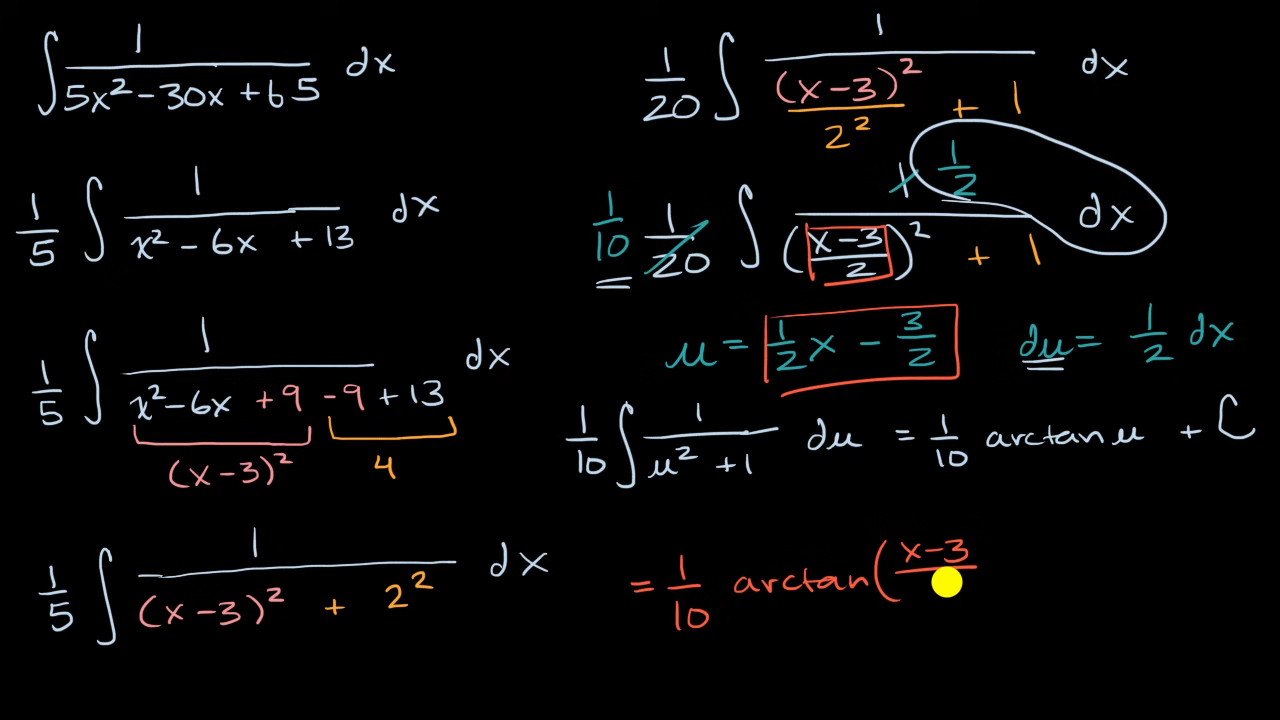 ∫ 1/(5x² − 30x + 65) dx
1/5 ∫ 1/(x² − 6x + 13) dx
1/5 ∫ 1/(x² − 6x + 9 − 9 + 13) dx
(x − 3)² 4
1/5 ∫ 1/((x − 3)² + 2²) dx
1/20 ∫ 1/((x − 3)²/2² + 1) dx
1/10 1/20 ∫ 1 1/2 /(((x − 3)/2)² + 1) dx
u = 1/2 x − 3/2 du = 1/2 dx
1/10 ∫ 1/(u² + 1) du = 1/10 arctan u + C
= 1/10 arctan(x − 3